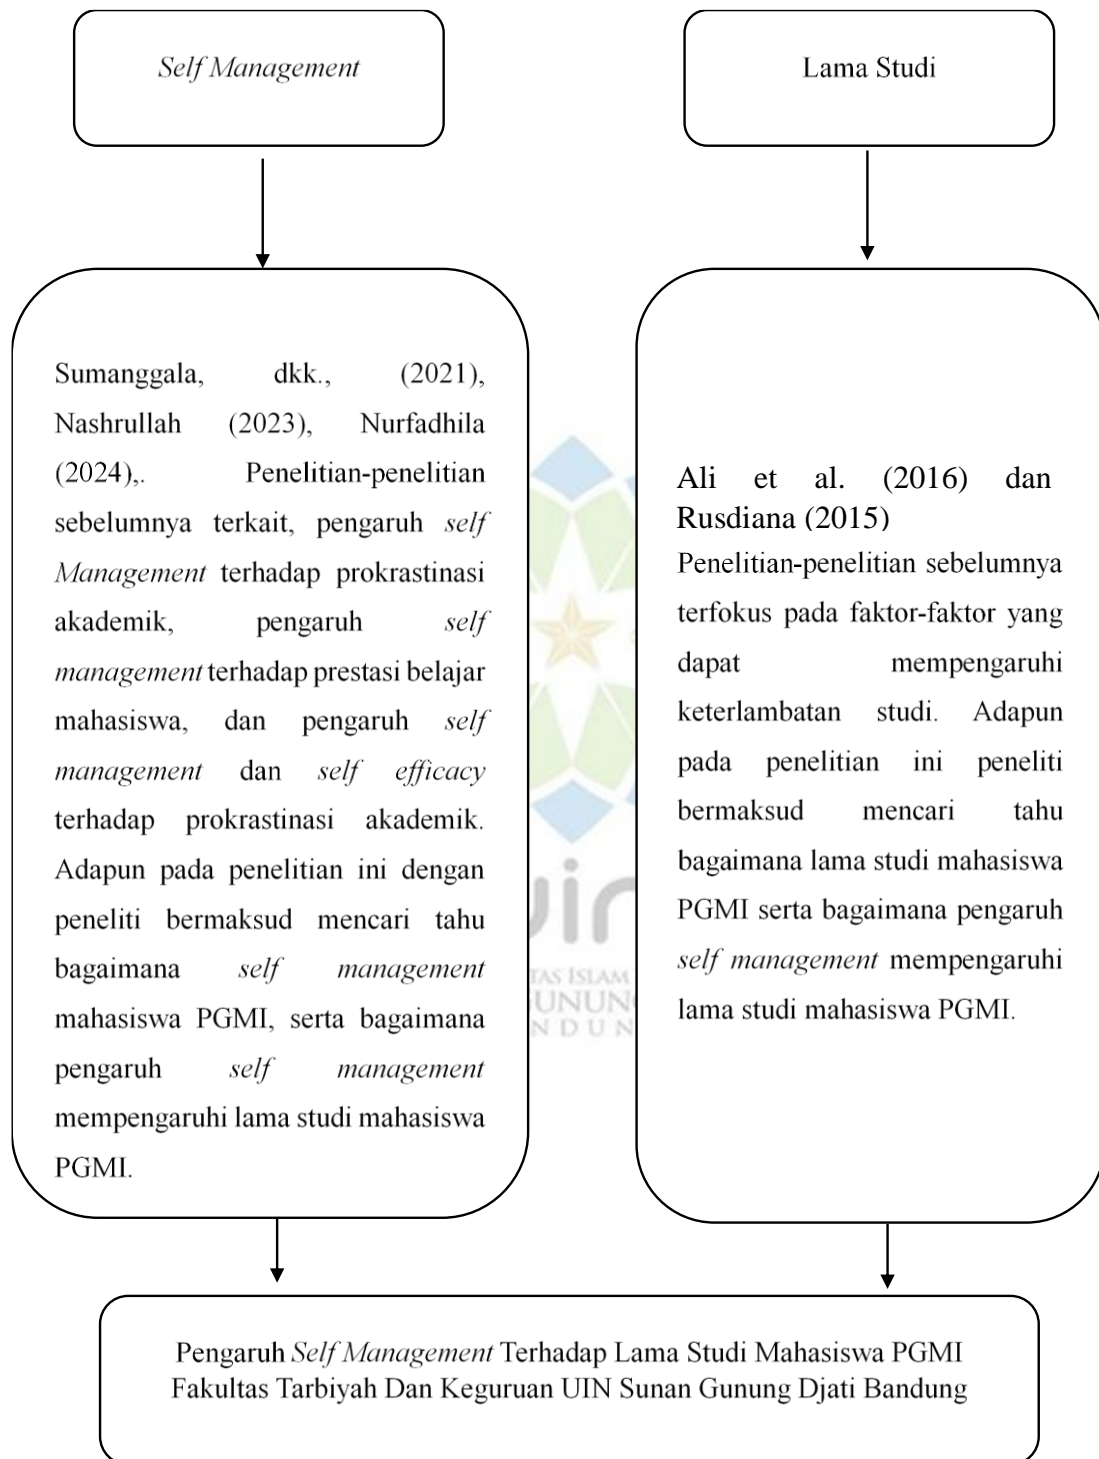 Self Management
Lama Studi
Sumanggala, dkk., (2021),
Nashrullah (2023), Nurfadhila
(2024),. Penelitian-penelitian
sebelumnya terkait, pengaruh self
Management terhadap prokrastinasi
akademik, pengaruh self
management terhadap prestasi belajar
mahasiswa, dan pengaruh self
management dan self efficacy
terhadap prokrastinasi akademik.
Adapun pada penelitian ini dengan
peneliti bermaksud mencari tahu
bagaimana self management
mahasiswa PGMI, serta bagaimana
pengaruh self management
mempengaruhi lama studi mahasiswa
PGMI.
Ali et al. (2016) dan
Rusdiana (2015)
Penelitian-penelitian sebelumnya
terfokus pada faktor-faktor yang
dapat mempengaruhi
keterlambatan studi. Adapun
pada penelitian ini peneliti
bermaksud mencari tahu
bagaimana lama studi mahasiswa
PGMI serta bagaimana pengaruh
self management mempengaruhi
lama studi mahasiswa PGMI.
uin
TAS ISLAM
GUNUN
NDUN
Pengaruh Self Management Terhadap Lama Studi Mahasiswa PGMI
Fakultas Tarbiyah Dan Keguruan UIN Sunan Gunung Djati Bandung